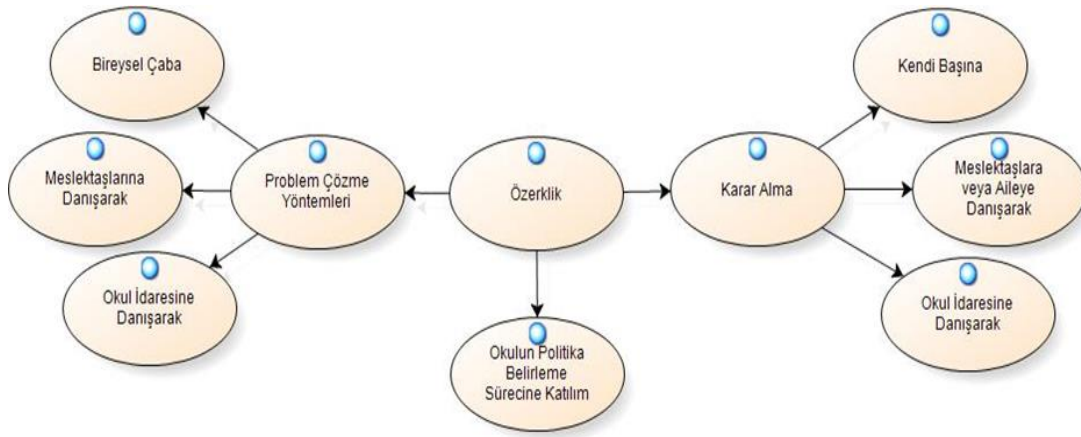 Bireysel Çaba
Kendi Başına
Meslektaşlarına
Danışarak
Problem Çözme
Yöntemleri
Özerklik
Karar Alma
Meslektaşlara
veya Aileye
Danışarak
Okul İdaresine
Danışarak
Okul İdaresine
Danışarak
Okulun Politika
Belirleme
Sürecine Katılım